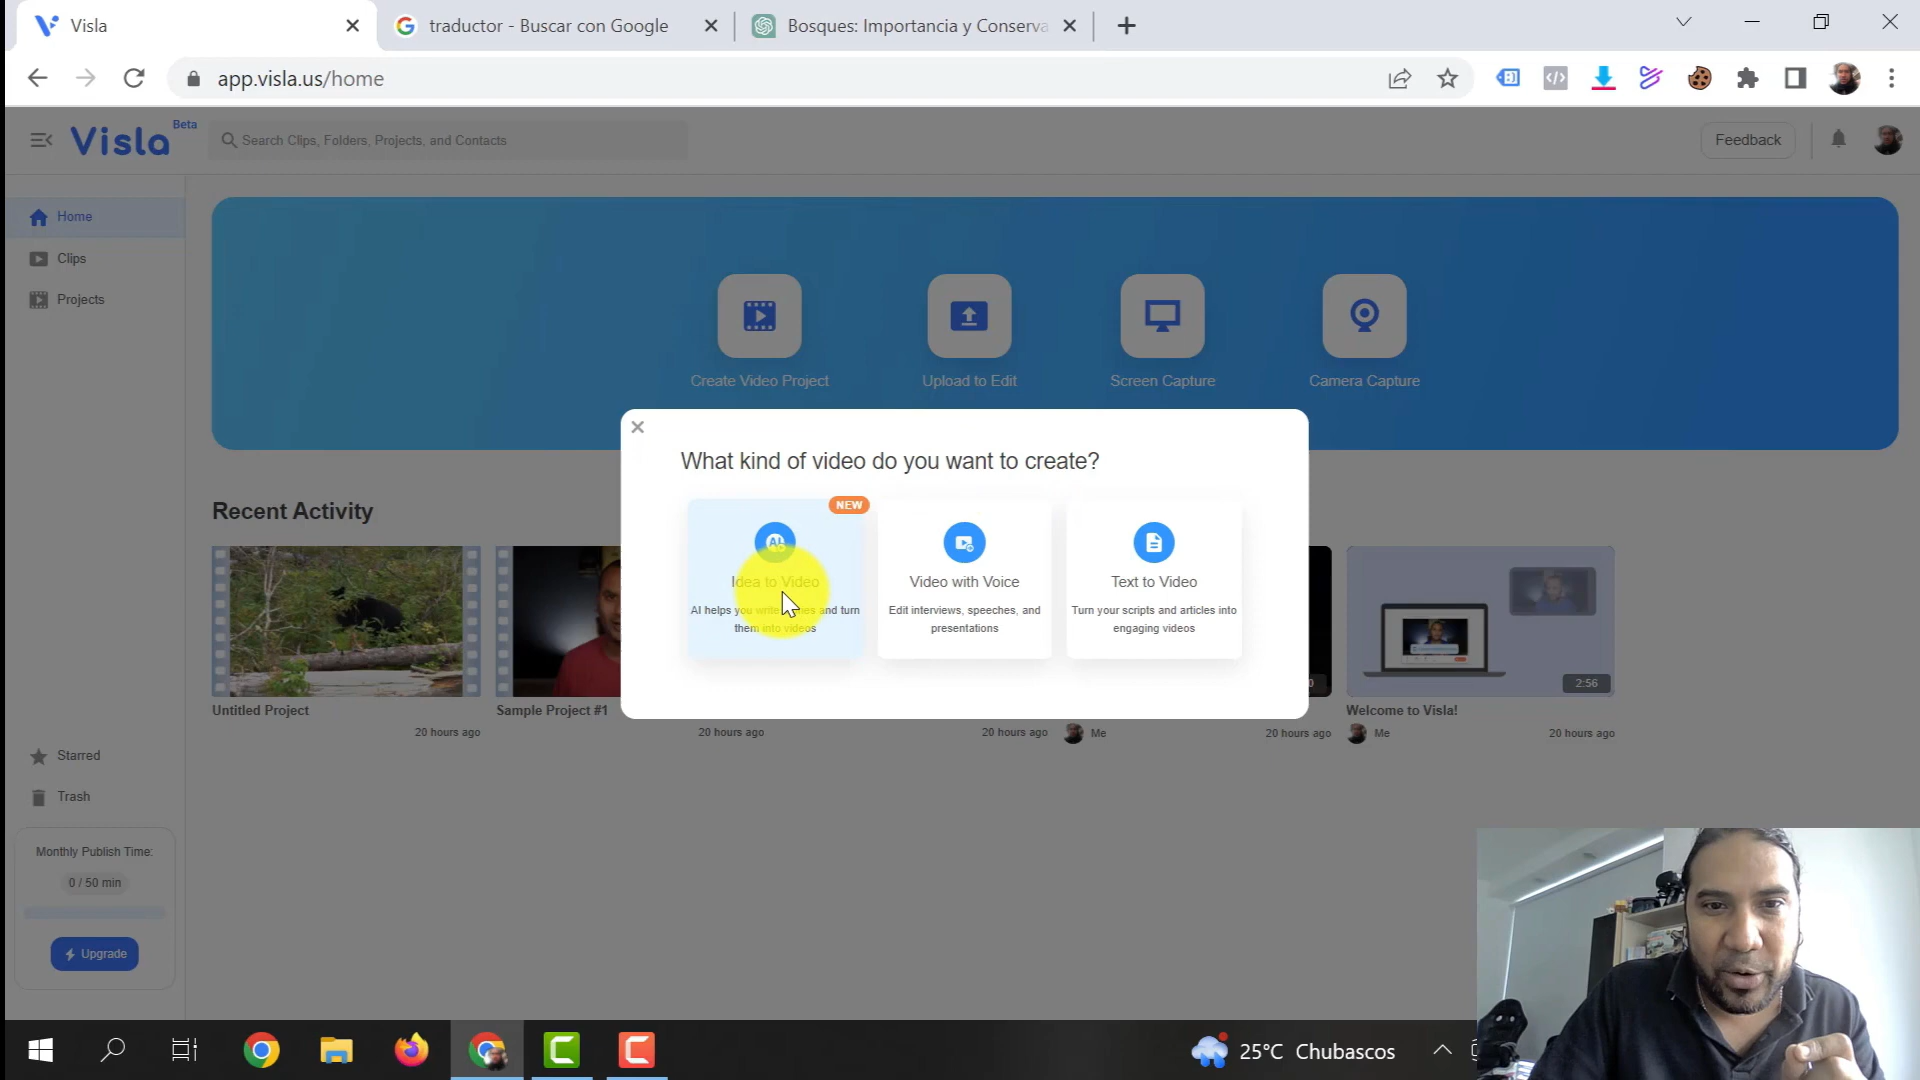 Visla
traductor - Buscar con Google
Bosques: Importancia y Conserva
app.visla.us/home
Visla
Beta
Search Clips, Folders, Projects, and Contacts
Feedback
Home
Clips
Projects
Create Video Project
Upload to Edit
Screen Capture
Camera Capture
What kind of video do you want to create?
NEW
AI
Idea to Video
AI helps you write and turn
them into videos
Video with Voice
Edit interviews, speeches, and
presentations
Text to Video
Turn your scripts and articles into
engaging videos
Recent Activity
2:56
Untitled Project
20 hours ago
Sample Project #1
20 hours ago
20 hours ago
Me
20 hours ago
Welcome to Visla!
Me
20 hours ago
Starred
Trash
Monthly Publish Time:
0 / 50 min
Upgrade
25°C Chubascos